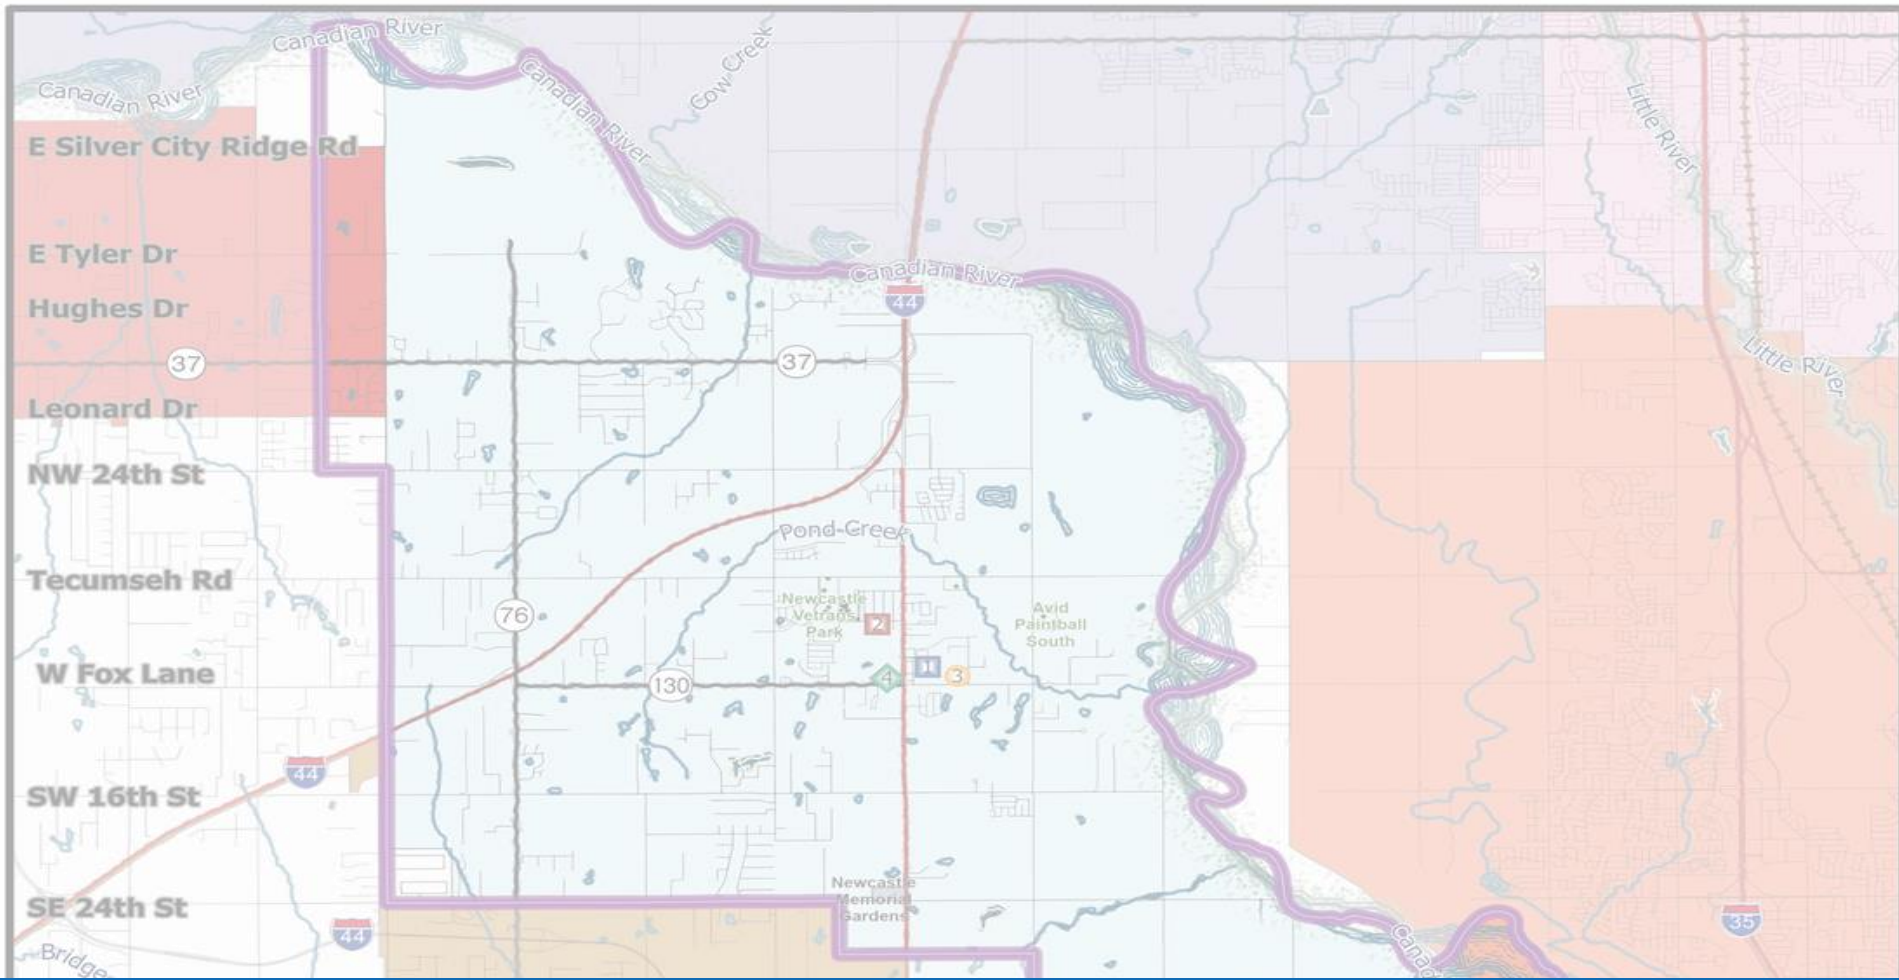 Canadian River
Cow Creek
Canadian River
Canadian River
Little River
E Silver City Ridge Rd
E Tyler Dr
Canadian River
44
Hughes Dr
37
37
Little River
Leonard Dr
NW 24th St
Pond Creek
Tecumseh Rd
Newcastle
Vetrans
Park
2
Avid
Paintball
South
76
W Fox Lane
130
4
1
3
44
SW 16th St
Newcastle
Memorial
Gardens
SE 24th St
44
35